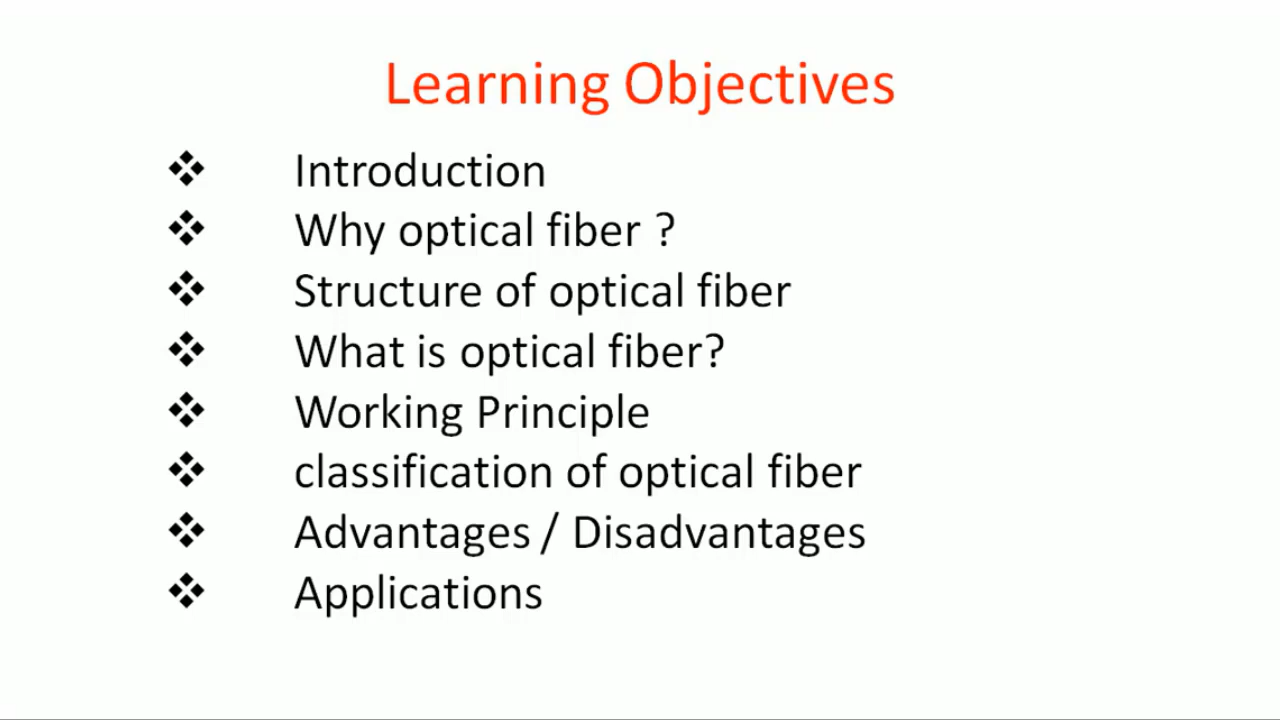 Learning Objectives
❖ Introduction
❖ Why optical fiber ?
❖ Structure of optical fiber
❖ What is optical fiber?
❖ Working Principle
❖ classification of optical fiber
❖ Advantages / Disadvantages
❖ Applications